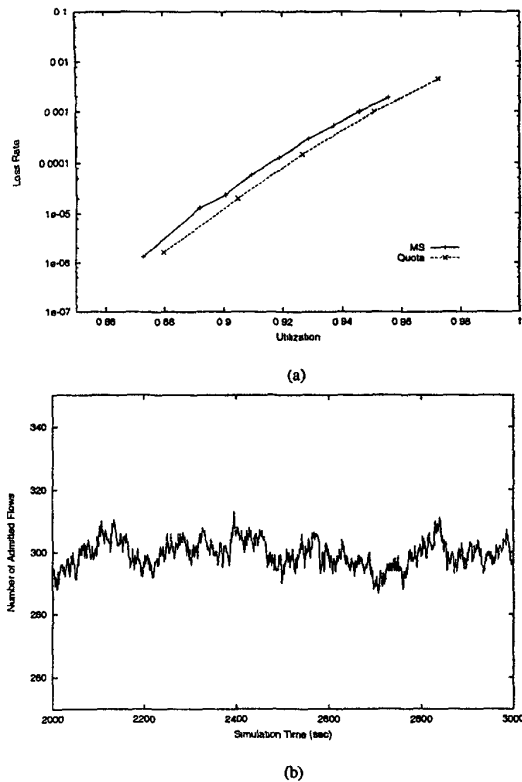 0.1
0.01
0.001
0.0001
1e-05
1e-06
1e-07
Loss Rate
MS
Quota
0.86 0.88 0.9 0.92 0.94 0.96 0.98 1
Utilization
(a)
340
320
300
280
260
Number of Admitted Flows
2000 2200 2400 2600 2800 3000
Simulation Time (sec)
(b)